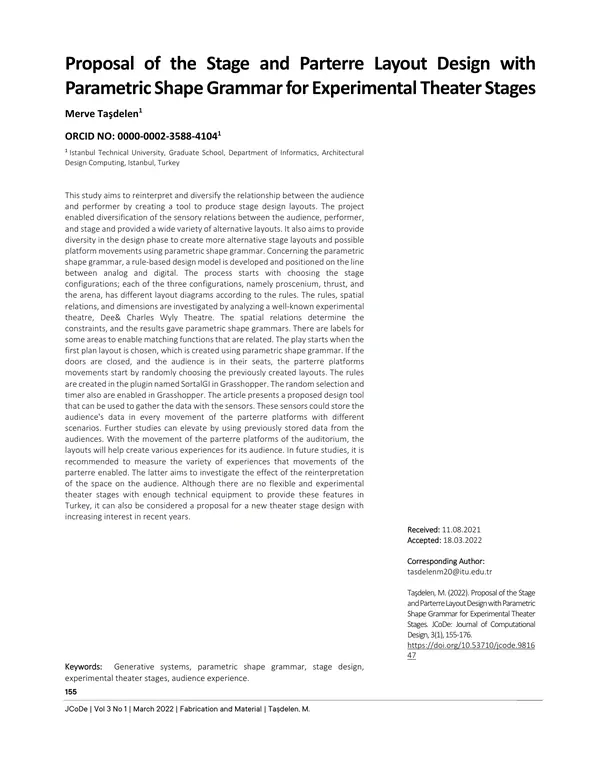 Proposal of the Stage and Parterre Layout Design with
Parametric Shape Grammar for Experimental Theater Stages
Merve Taşdelen1
ORCID NO: 0000-0002-3588-41041
1 Istanbul Technical University, Graduate School, Department of Informatics, Architectural
Design Computing, Istanbul, Turkey
This study aims to reinterpret and diversify the relationship between the audience
and performer by creating a tool to produce stage design layouts. The project
enabled diversification of the sensory relations between the audience, performer,
and stage and provided a wide variety of alternative layouts. It also aims to provide
diversity in the design phase to create more alternative stage layouts and possible
platform movements using parametric shape grammar. Concerning the parametric
shape grammar, a rule-based design model is developed and positioned on the line
between analog and digital. The process starts with choosing the stage
configurations; each of the three configurations, namely proscenium, thrust, and
the arena, has different layout diagrams according to the rules. The rules, spatial
relations, and dimensions are investigated by analyzing a well-known experimental
theatre, Dee& Charles Wyly Theatre. The spatial relations determine the
constraints, and the results gave parametric shape grammars. There are labels for
some areas to enable matching functions that are related. The play starts when the
first plan layout is chosen, which is created using parametric shape grammar. If the
doors are closed, and the audience is in their seats, the parterre platforms
movements start by randomly choosing the previously created layouts. The rules
are created in the plugin named SortalGI in Grasshopper. The random selection and
timer also are enabled in Grasshopper. The article presents a proposed design tool
that can be used to gather the data with the sensors. These sensors could store the
audience's data in every movement of the parterre platforms with different
scenarios. Further studies can elevate by using previously stored data from the
audiences. With the movement of the parterre platforms of the auditorium, the
layouts will help create various experiences for its audience. In future studies, it is
recommended to measure the variety of experiences that movements of the
parterre enabled. The latter aims to investigate the effect of the reinterpretation
of the space on the audience. Although there are no flexible and experimental
theater stages with enough technical equipment to provide these features in
Turkey, it can also be considered a proposal for a new theater stage design with
increasing interest in recent years.
Received: 11.08.2021
Accepted: 18.03.2022
Corresponding Author:
tasdelenm20@itu.edu.tr
Taşdelen, M. (2022). Proposal of the Stage
and Parterre Layout Design with Parametric
Shape Grammar for Experimental Theater
Stages. JCoDe: Journal of Computational
Design, 3(1), 155-176.
https://doi.org/10.53710/jcode.9816
47
Keywords: Generative systems, parametric shape grammar, stage design,
experimental theater stages, audience experience.
155
JCoDe | Vol 3 No 1 | March 2022 | Fabrication and Material | Taşdelen, M.